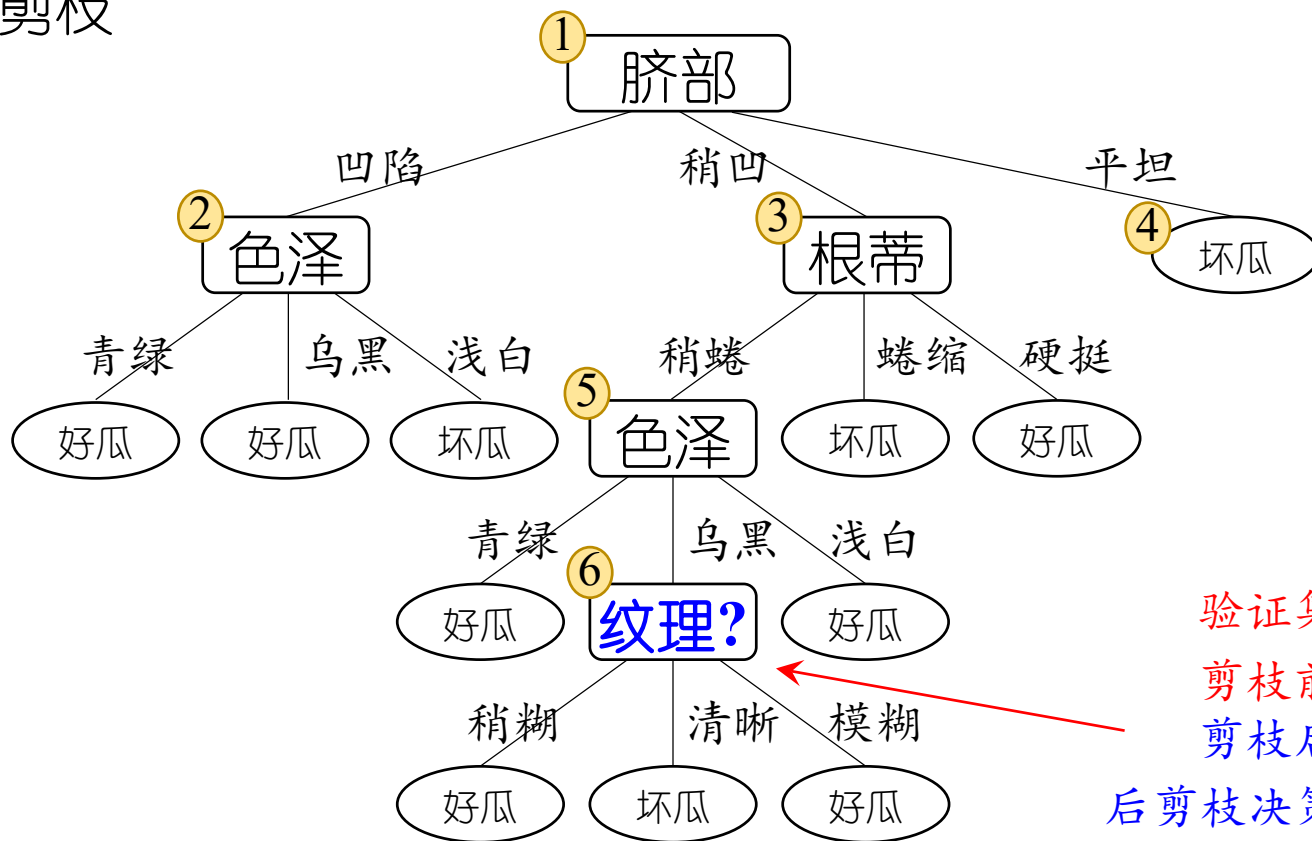 剪枝
1
脐部
凹陷 稍凹 平坦
2 3 4
色泽 根蒂 坏瓜
青绿 乌黑 浅白 稍蜷 蜷缩 硬挺
5
好瓜 好瓜 坏瓜 色泽 坏瓜 好瓜
青绿 乌黑 浅白
6
好瓜 纹理? 好瓜
验证集
剪枝前
稍糊 清晰 模糊
剪枝后
好瓜 坏瓜 好瓜
后剪枝决策